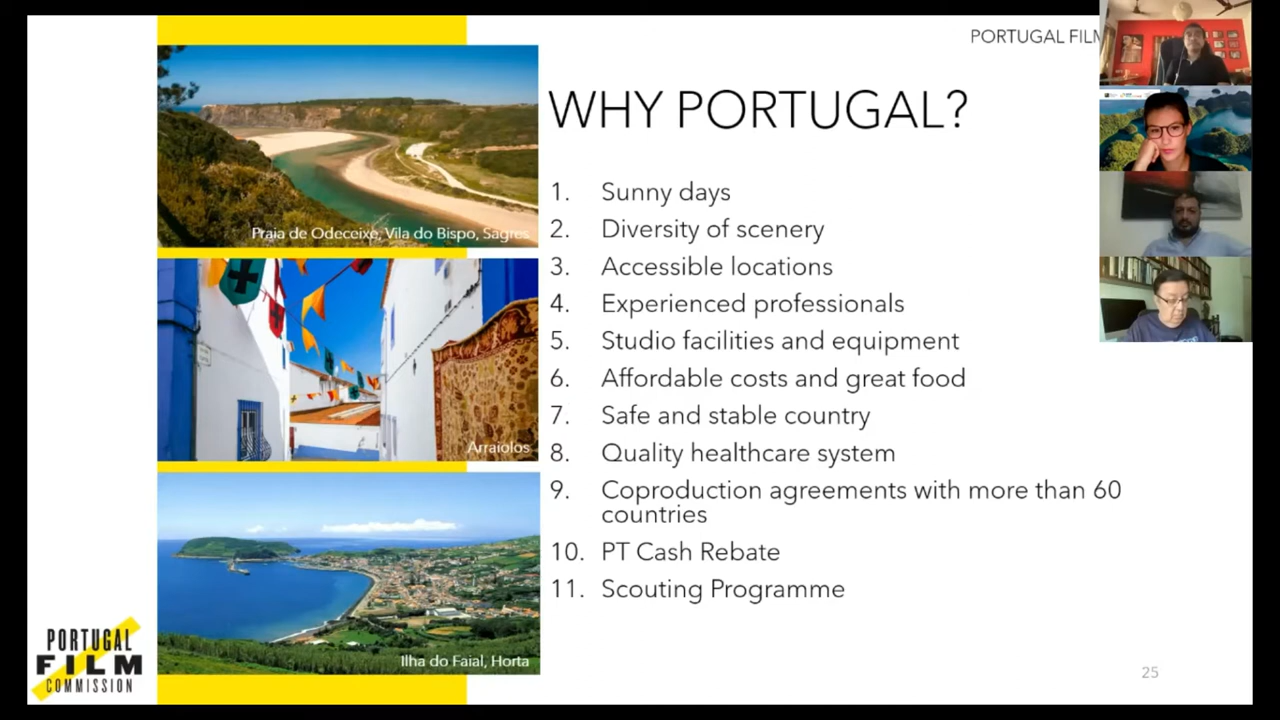 PORTUGAL FILM
WHY PORTUGAL?
1. Sunny days
2. Diversity of scenery
3. Accessible locations
4. Experienced professionals
5. Studio facilities and equipment
6. Affordable costs and great food
7. Safe and stable country
8. Quality healthcare system
9. Coproduction agreements with more than 60
countries
10. PT Cash Rebate
11. Scouting Programme
Praia de Odeceixe, Vila do Bispo, Sagres
Arraiolos
Ilha do Faial, Horta
PORTUGAL
FILM
COMMISSION
25